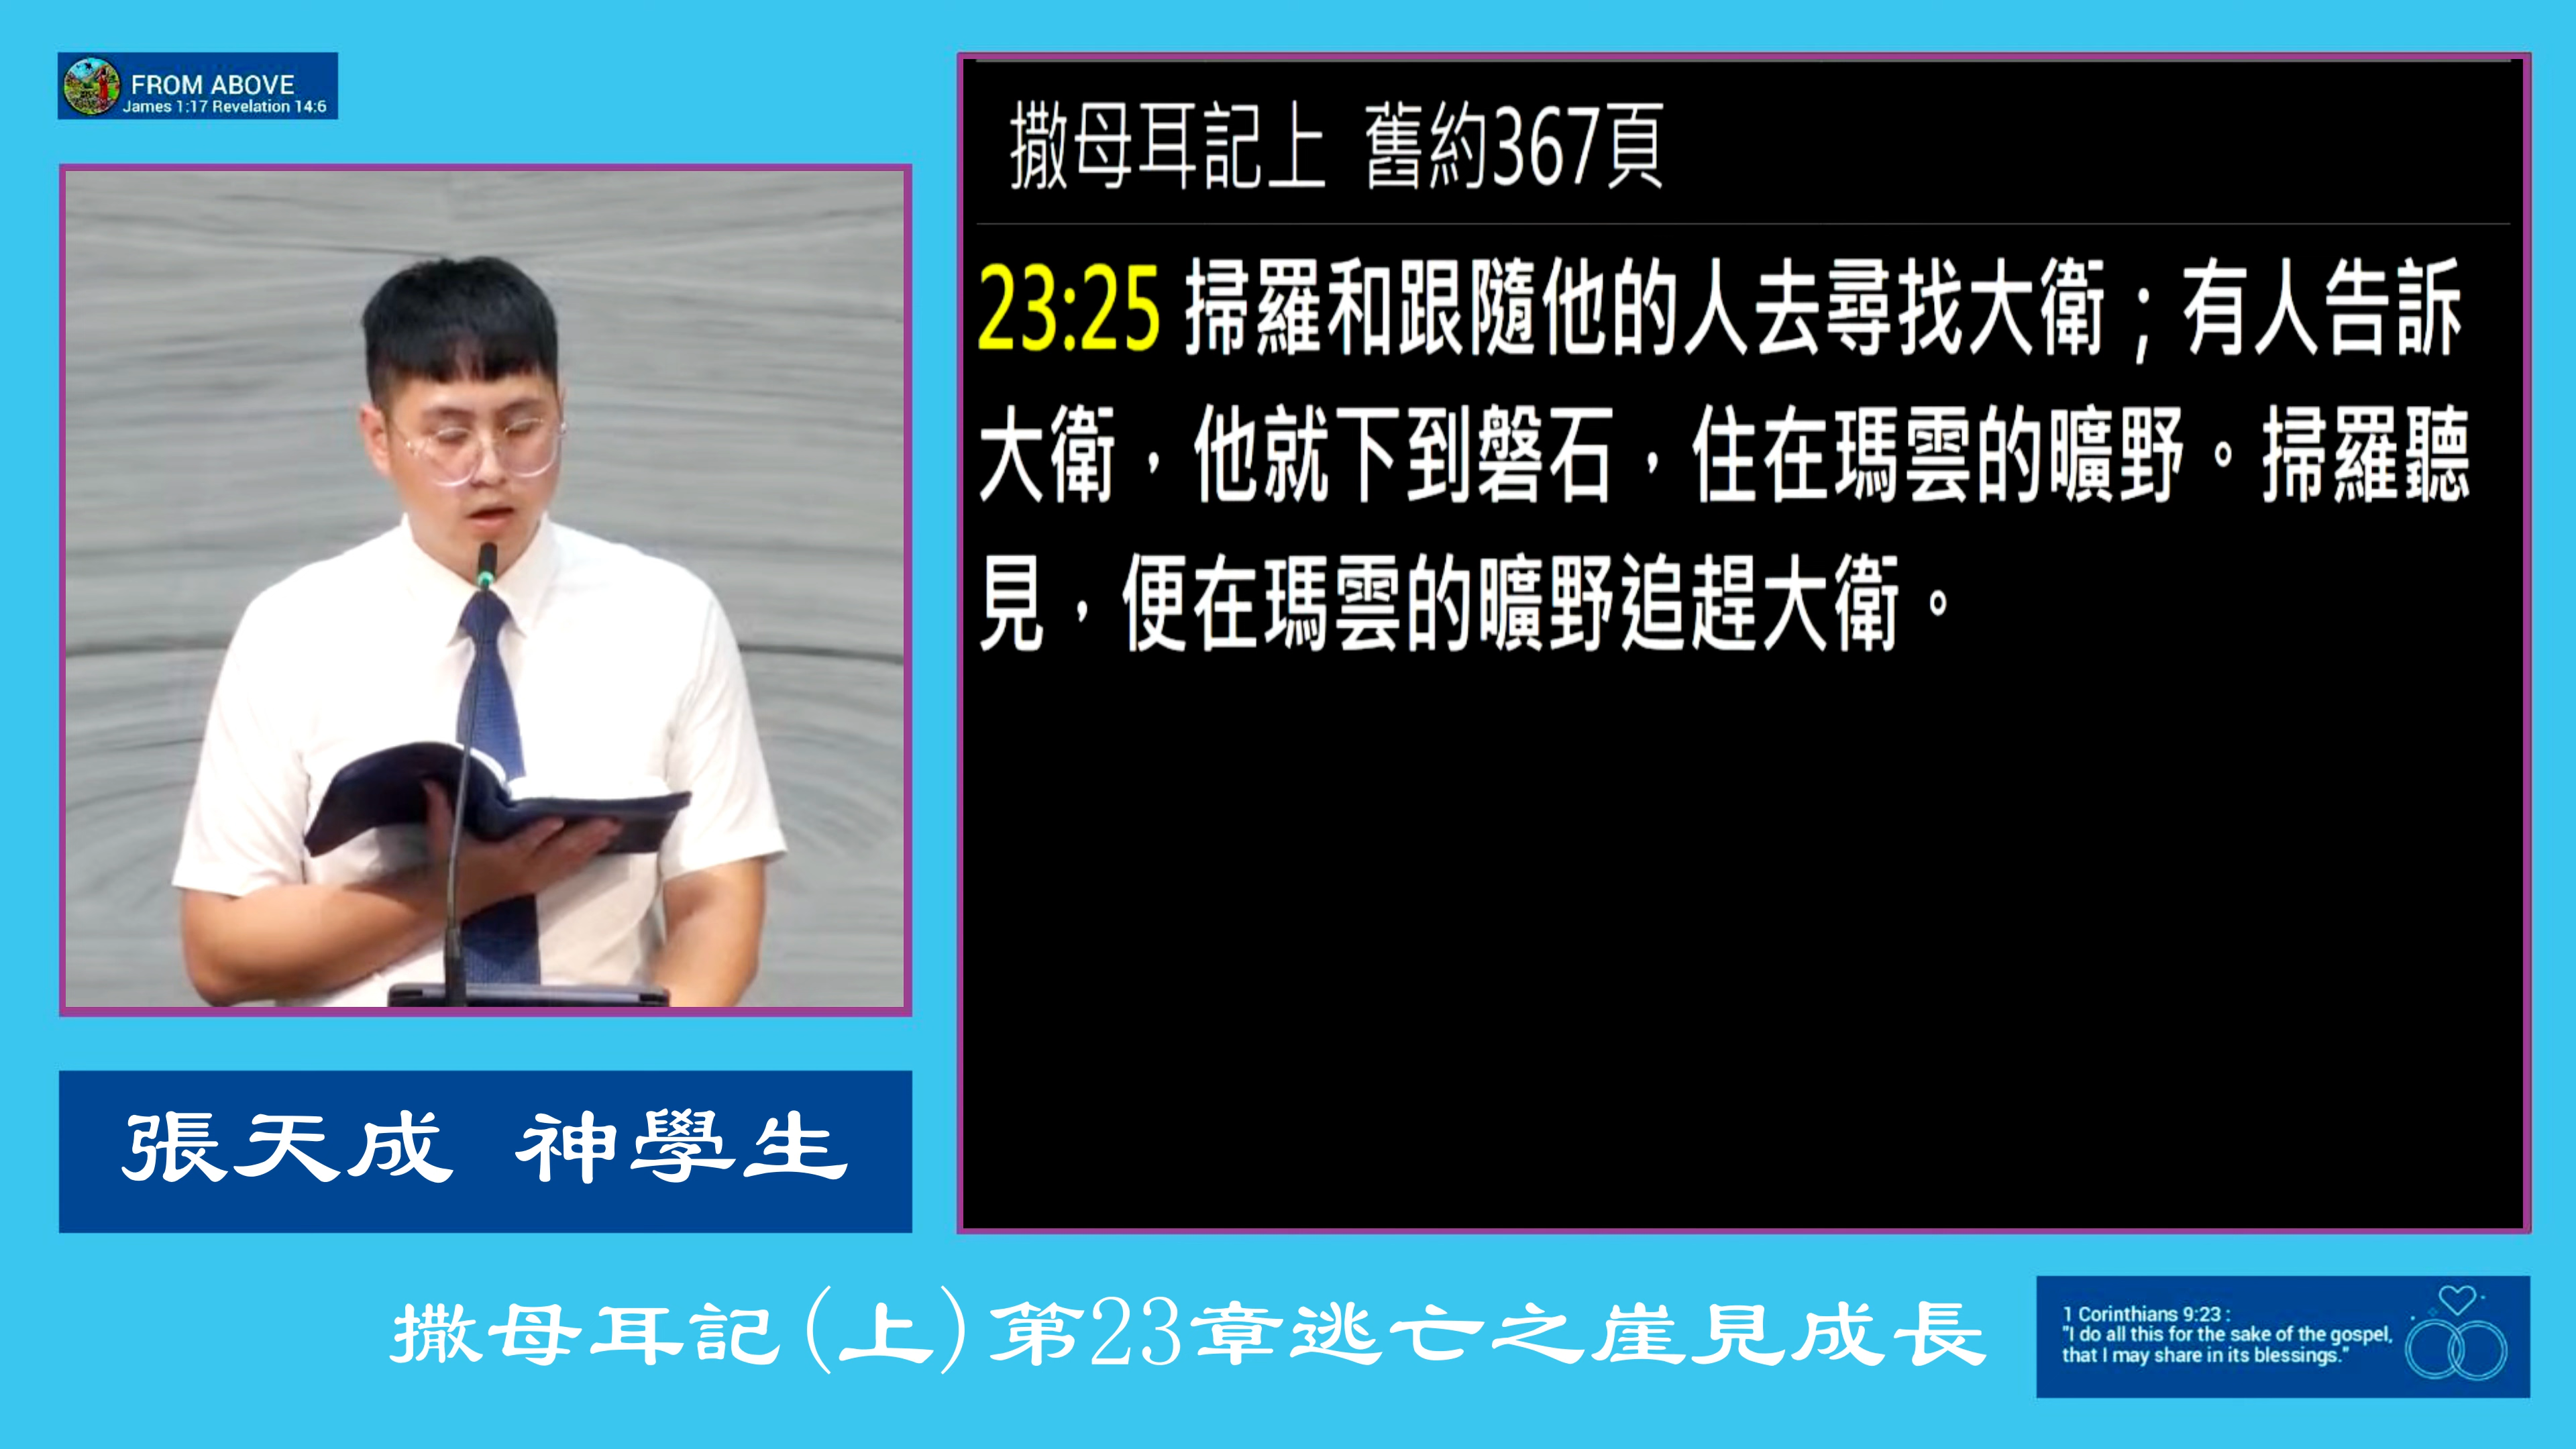 FROM ABOVE
James 1:17 Revelation 14:6
撒母耳記上 舊約367頁
23:25 掃羅和跟隨他的人去尋找大衛；有人告訴
大衛，他就下到磐石，住在瑪雲的曠野。掃羅聽
見，便在瑪雲的曠野追趕大衛。
張天成 神學生
撒母耳記(上)第23章逃亡之崖見成長
1 Corinthians 9:23 :
"I do all this for the sake of the gospel,
that I may share in its blessings."